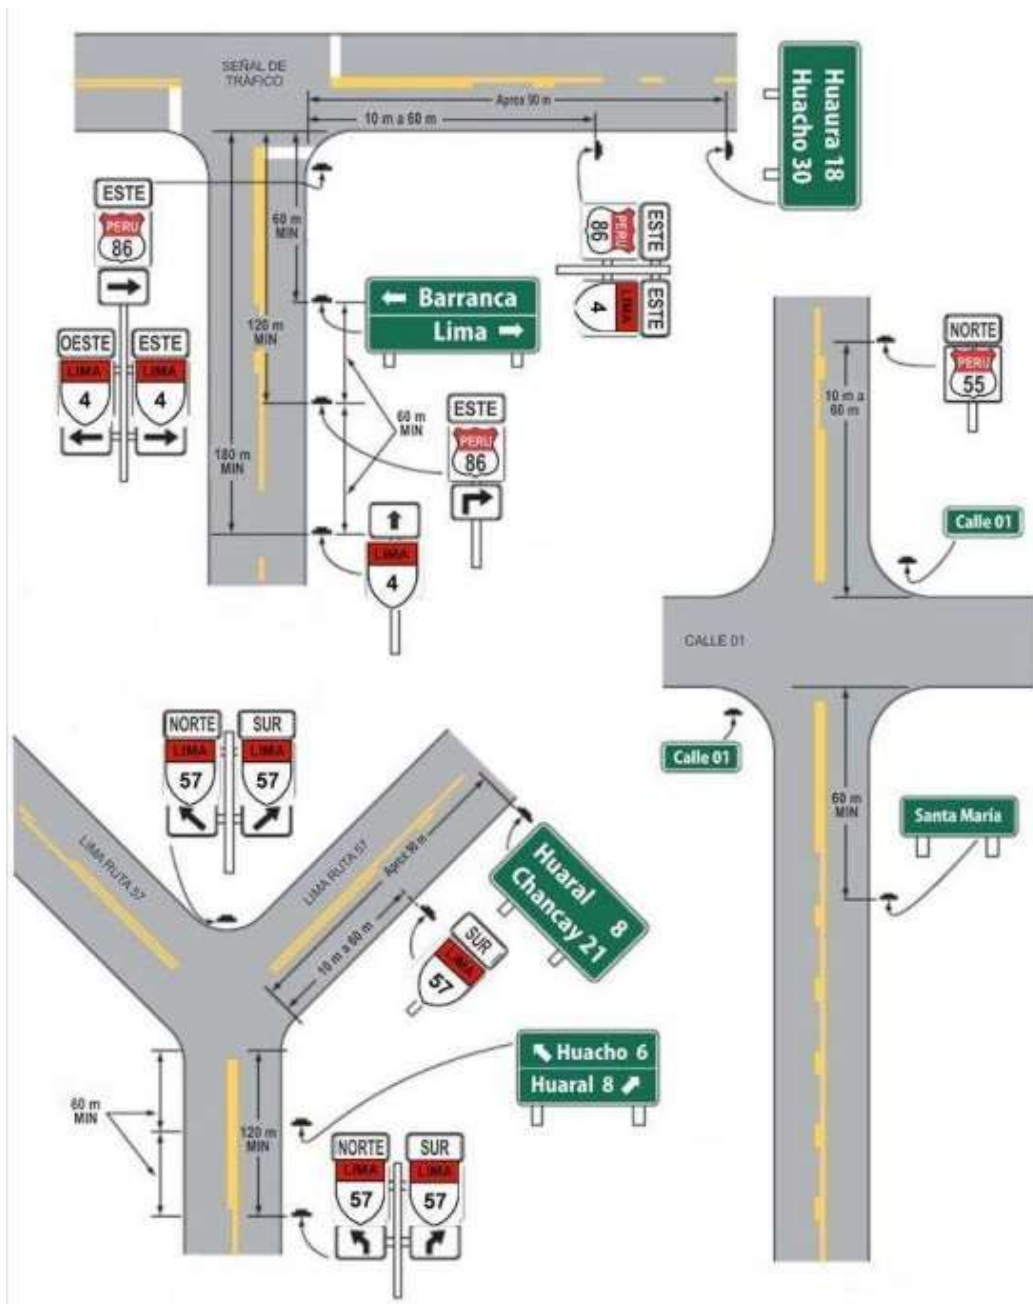 SEÑAL DE
TRÁFICO
Aprox 90 m
10 m a 60 m
Huaura 18
Huacho 30
ESTE
PERU
86
60 m
MIN
ESTE
PERU
86
ESTE
LIMA
4
Barranca
Lima
120 m
MIN
OESTE
LIMA
4
ESTE
LIMA
4
60 m
MIN
ESTE
PERU
86
180 m
MIN
LIMA
4
NORTE
PERU
55
10 m a
60 m
Calle 01
CALLE 01
Calle 01
60 m
MIN
Santa María
NORTE
LIMA
57
SUR
LIMA
57
LIMA RUTA 57
LIMA RUTA 57
Aprox 90 m
10 m a 60 m
Huaral 8
Chancay 21
SUR
LIMA
57
Huacho 6
Huaral 8
60 m
MIN
120 m
MIN
NORTE
LIMA
57
SUR
LIMA
57